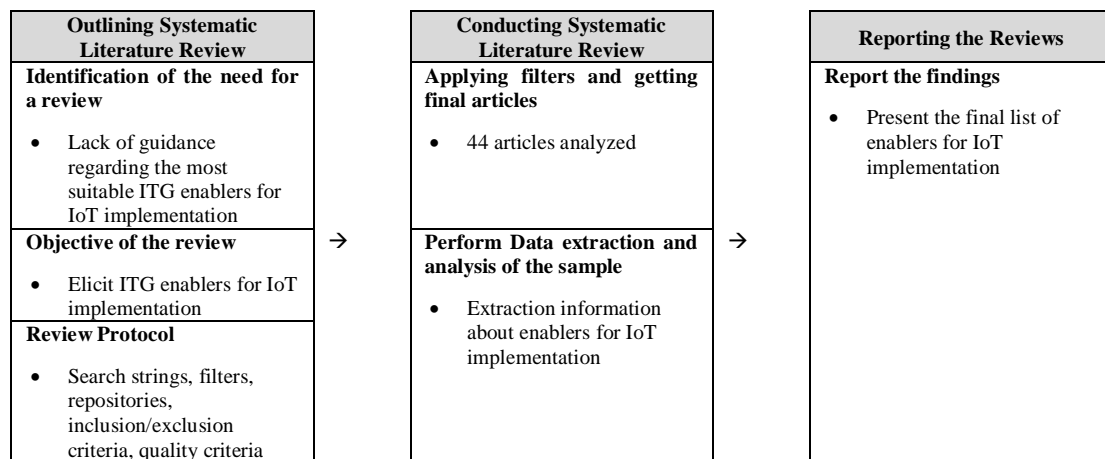 Outlining Systematic
Literature Review
Identification of the need for
a review
• Lack of guidance
regarding the most
suitable ITG enablers for
IoT implementation
Objective of the review
• Elicit ITG enablers for IoT
implementation
Review Protocol
• Search strings, filters,
repositories,
inclusion/exclusion
criteria, quality criteria
→
Conducting Systematic
Literature Review
Applying filters and getting
final articles
• 44 articles analyzed
Perform Data extraction and
analysis of the sample
• Extraction information
about enablers for IoT
implementation
→
Reporting the Reviews
Report the findings
• Present the final list of
enablers for IoT
implementation